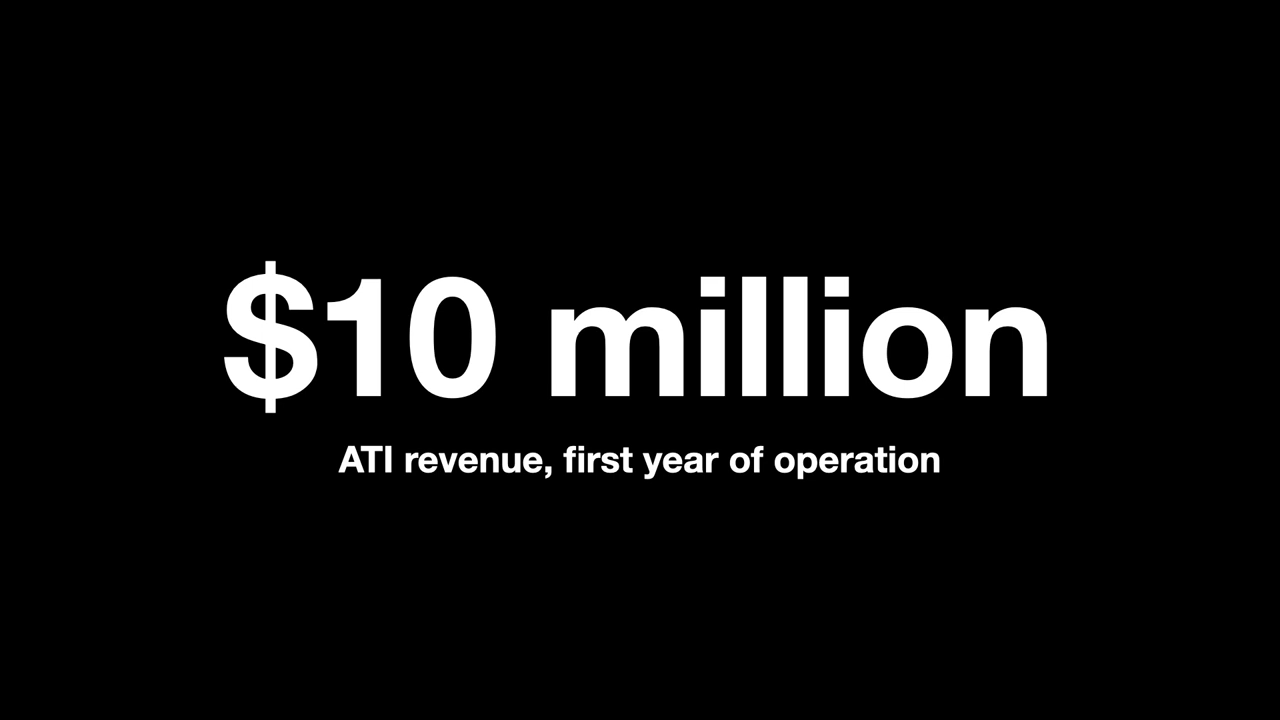 $10 million
ATI revenue, first year of operation